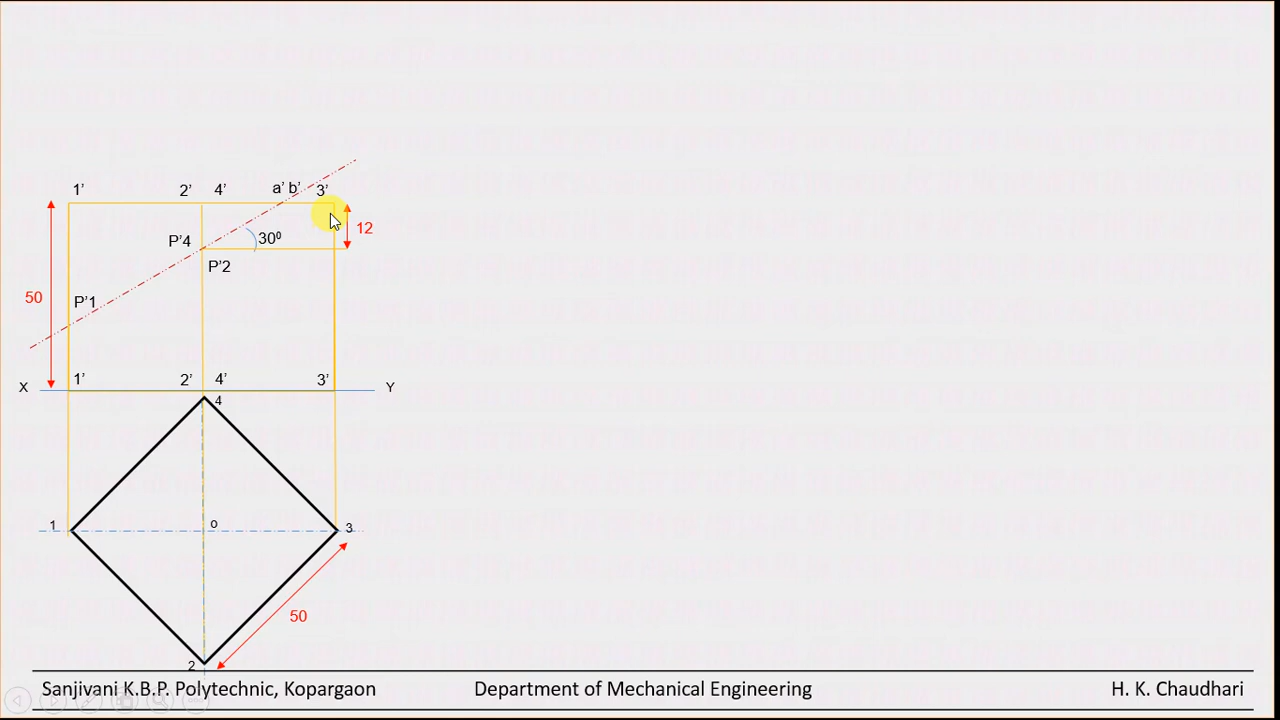 1' 2' 4' a' b' 3'
12
P'4 30⁰
P'2
50
P'1
X 1' 2' 4' 3' Y
4
1 o 3
50
2
Sanjivani K.B.P. Polytechnic, Kopargaon Department of Mechanical Engineering H. K. Chaudhari